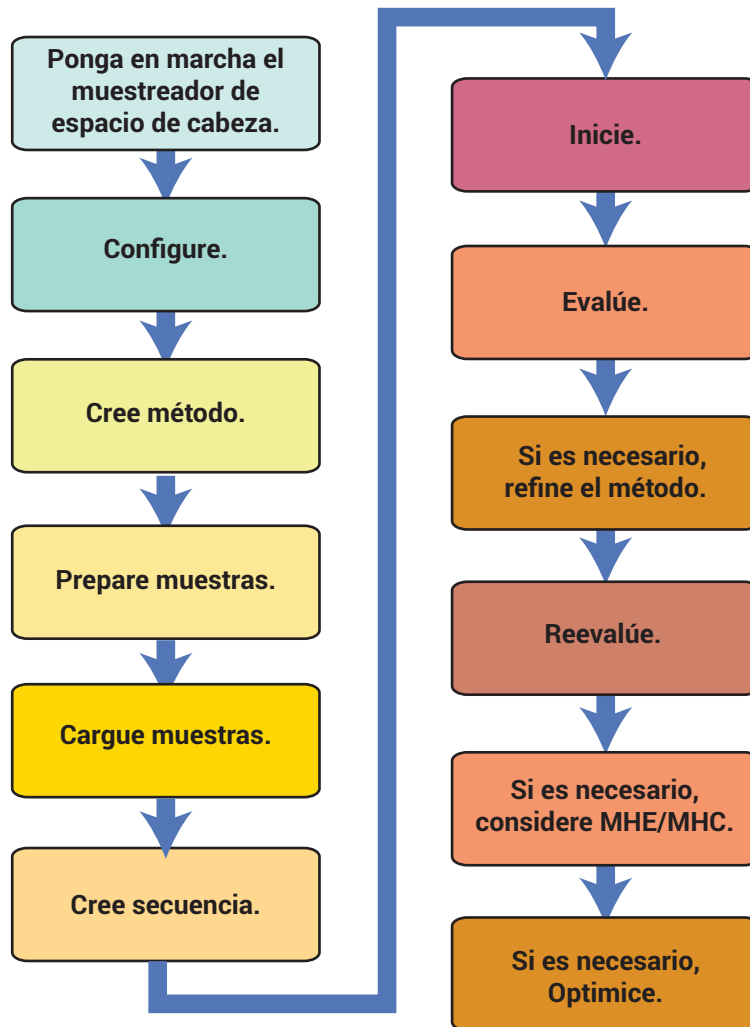 Ponga en marcha el
muestreador de
espacio de cabeza.
Configure.
Cree método.
Prepare muestras.
Cargue muestras.
Cree secuencia.
Inicie.
Evalúe.
Si es necesario,
refine el método.
Reevalúe.
Si es necesario,
considere MHE/MHC.
Si es necesario,
Optimice.